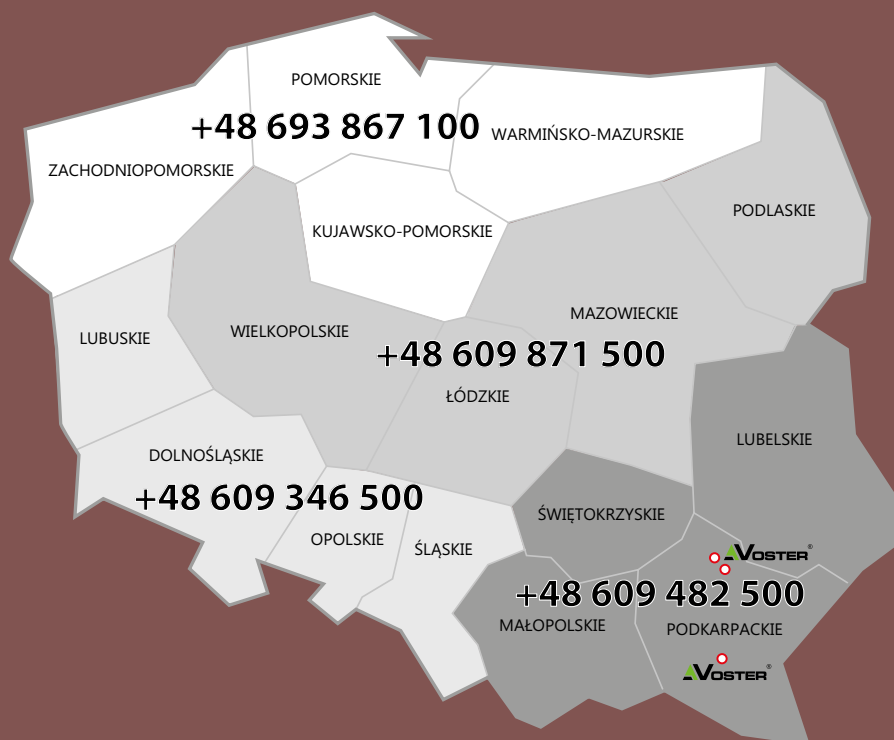 POMORSKIE
+48 693 867 100
WARMIŃSKO-MAZURSKIE
ZACHODNIOPOMORSKIE
PODLASKIE
KUJAWSKO-POMORSKIE
MAZOWIECKIE
WIELKOPOLSKIE
LUBUSKIE
+48 609 871 500
ŁÓDZKIE
LUBELSKIE
DOLNOŚLĄSKIE
+48 609 346 500
ŚWIĘTOKRZYSKIE
OPOLSKIE
ŚLĄSKIE
VOSTER®
+48 609 482 500
MAŁOPOLSKIE
PODKARPACKIE
VOSTER®